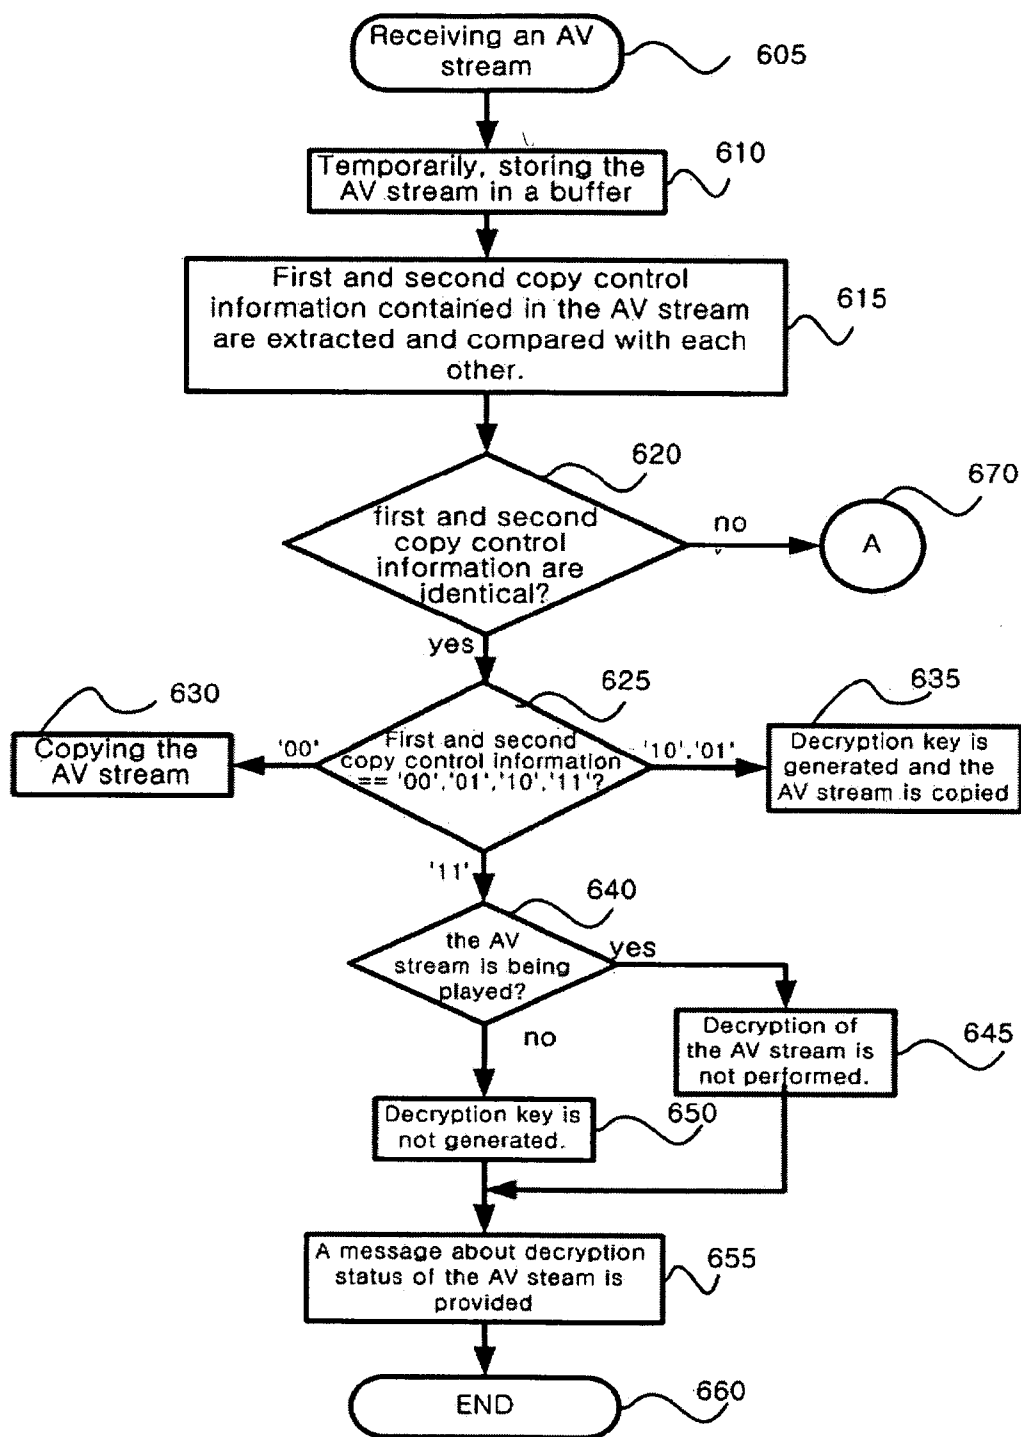 Receiving an AV
stream
605
Temporarily, storing the
AV stream in a buffer
610
First and second copy control
information contained in the AV stream
are extracted and compared with each
other.
615
620
first and second
copy control
information are
identical?
no
670
A
yes
630
Copying the
AV stream
'00'
625
First and second
copy control information
== '00','01','10','11'?
'10','01'
635
Decryption key is
generated and the
AV stream is copied
'11'
640
the AV
stream is being
played?
yes
no
Decryption of
the AV stream is
not performed.
645
Decryption key is
not generated.
650
A message about decryption
status of the AV steam is
provided
655
END
660